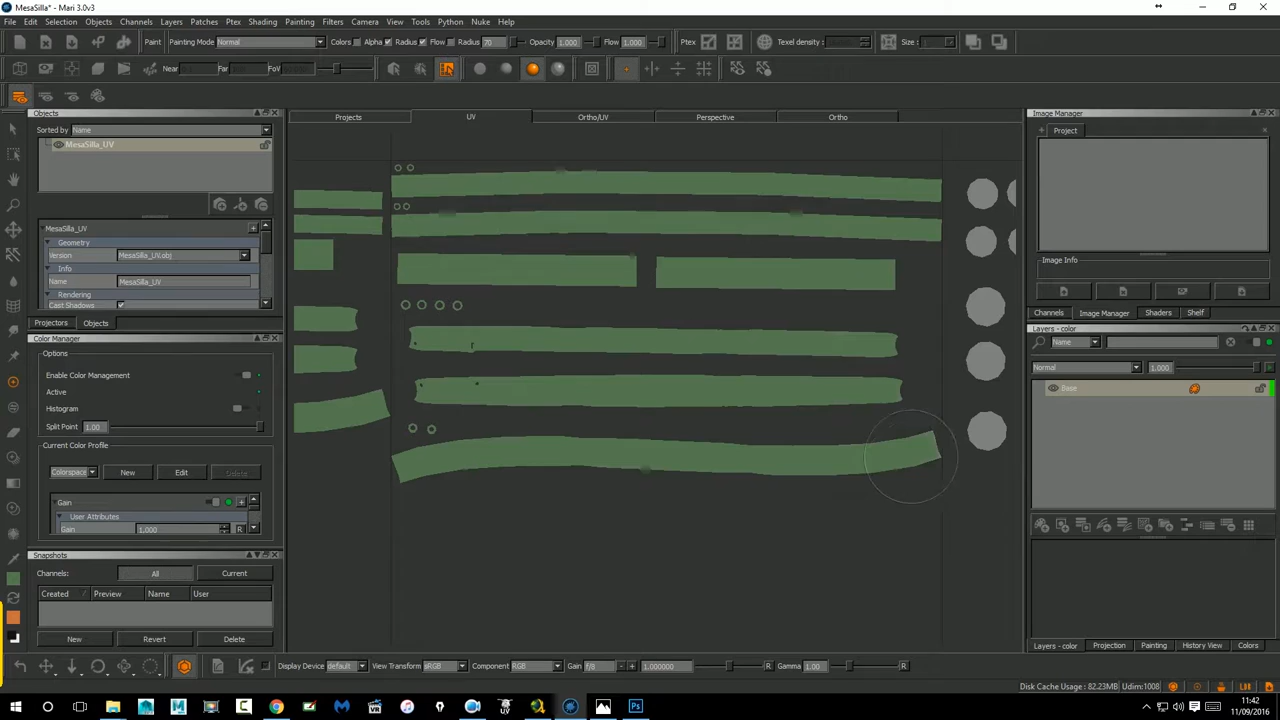 MesaSilla* - Mari 3.0v3
File Edit Selection Objects Channels Layers Patches Ptex Shading Painting Filters Camera View Tools Python Nuke Help
Paint Painting Mode Normal Colors Alpha Radius Flow Radius 70 Opacity 1.000 Flow 1.000 Ptex Texel density: Size :
Near Far FoV
Objects
Projects UV Ortho/UV Perspective Ortho
Image Manager
Sorted by Name
Project
MesaSilla_UV
MesaSilla_UV
Geometry
Version MesaSilla_UV.obj
Info
Name MesaSilla_UV
Rendering
Cast Shadows
Image Info
Projectors Objects
Channels Image Manager Shaders Shelf
Color Manager
Options
Enable Color Management
Active
Histogram
Split Point 1.00
Current Color Profile
Colorspace New Edit Delete
Gain
User Attributes
Gain 1.000 R
Layers - color
Name
Normal 1.000
Base
Snapshots
Channels: All Current
Created Preview Name User
New Revert Delete
Layers - color Projection Painting History View Colors
Display Device default View Transform sRGB Component RGB Gain f/8 - + 1.000000 R Gamma 1.00 R
Disk Cache Usage : 82.23MB Udim:1008
11:42
11/09/2016